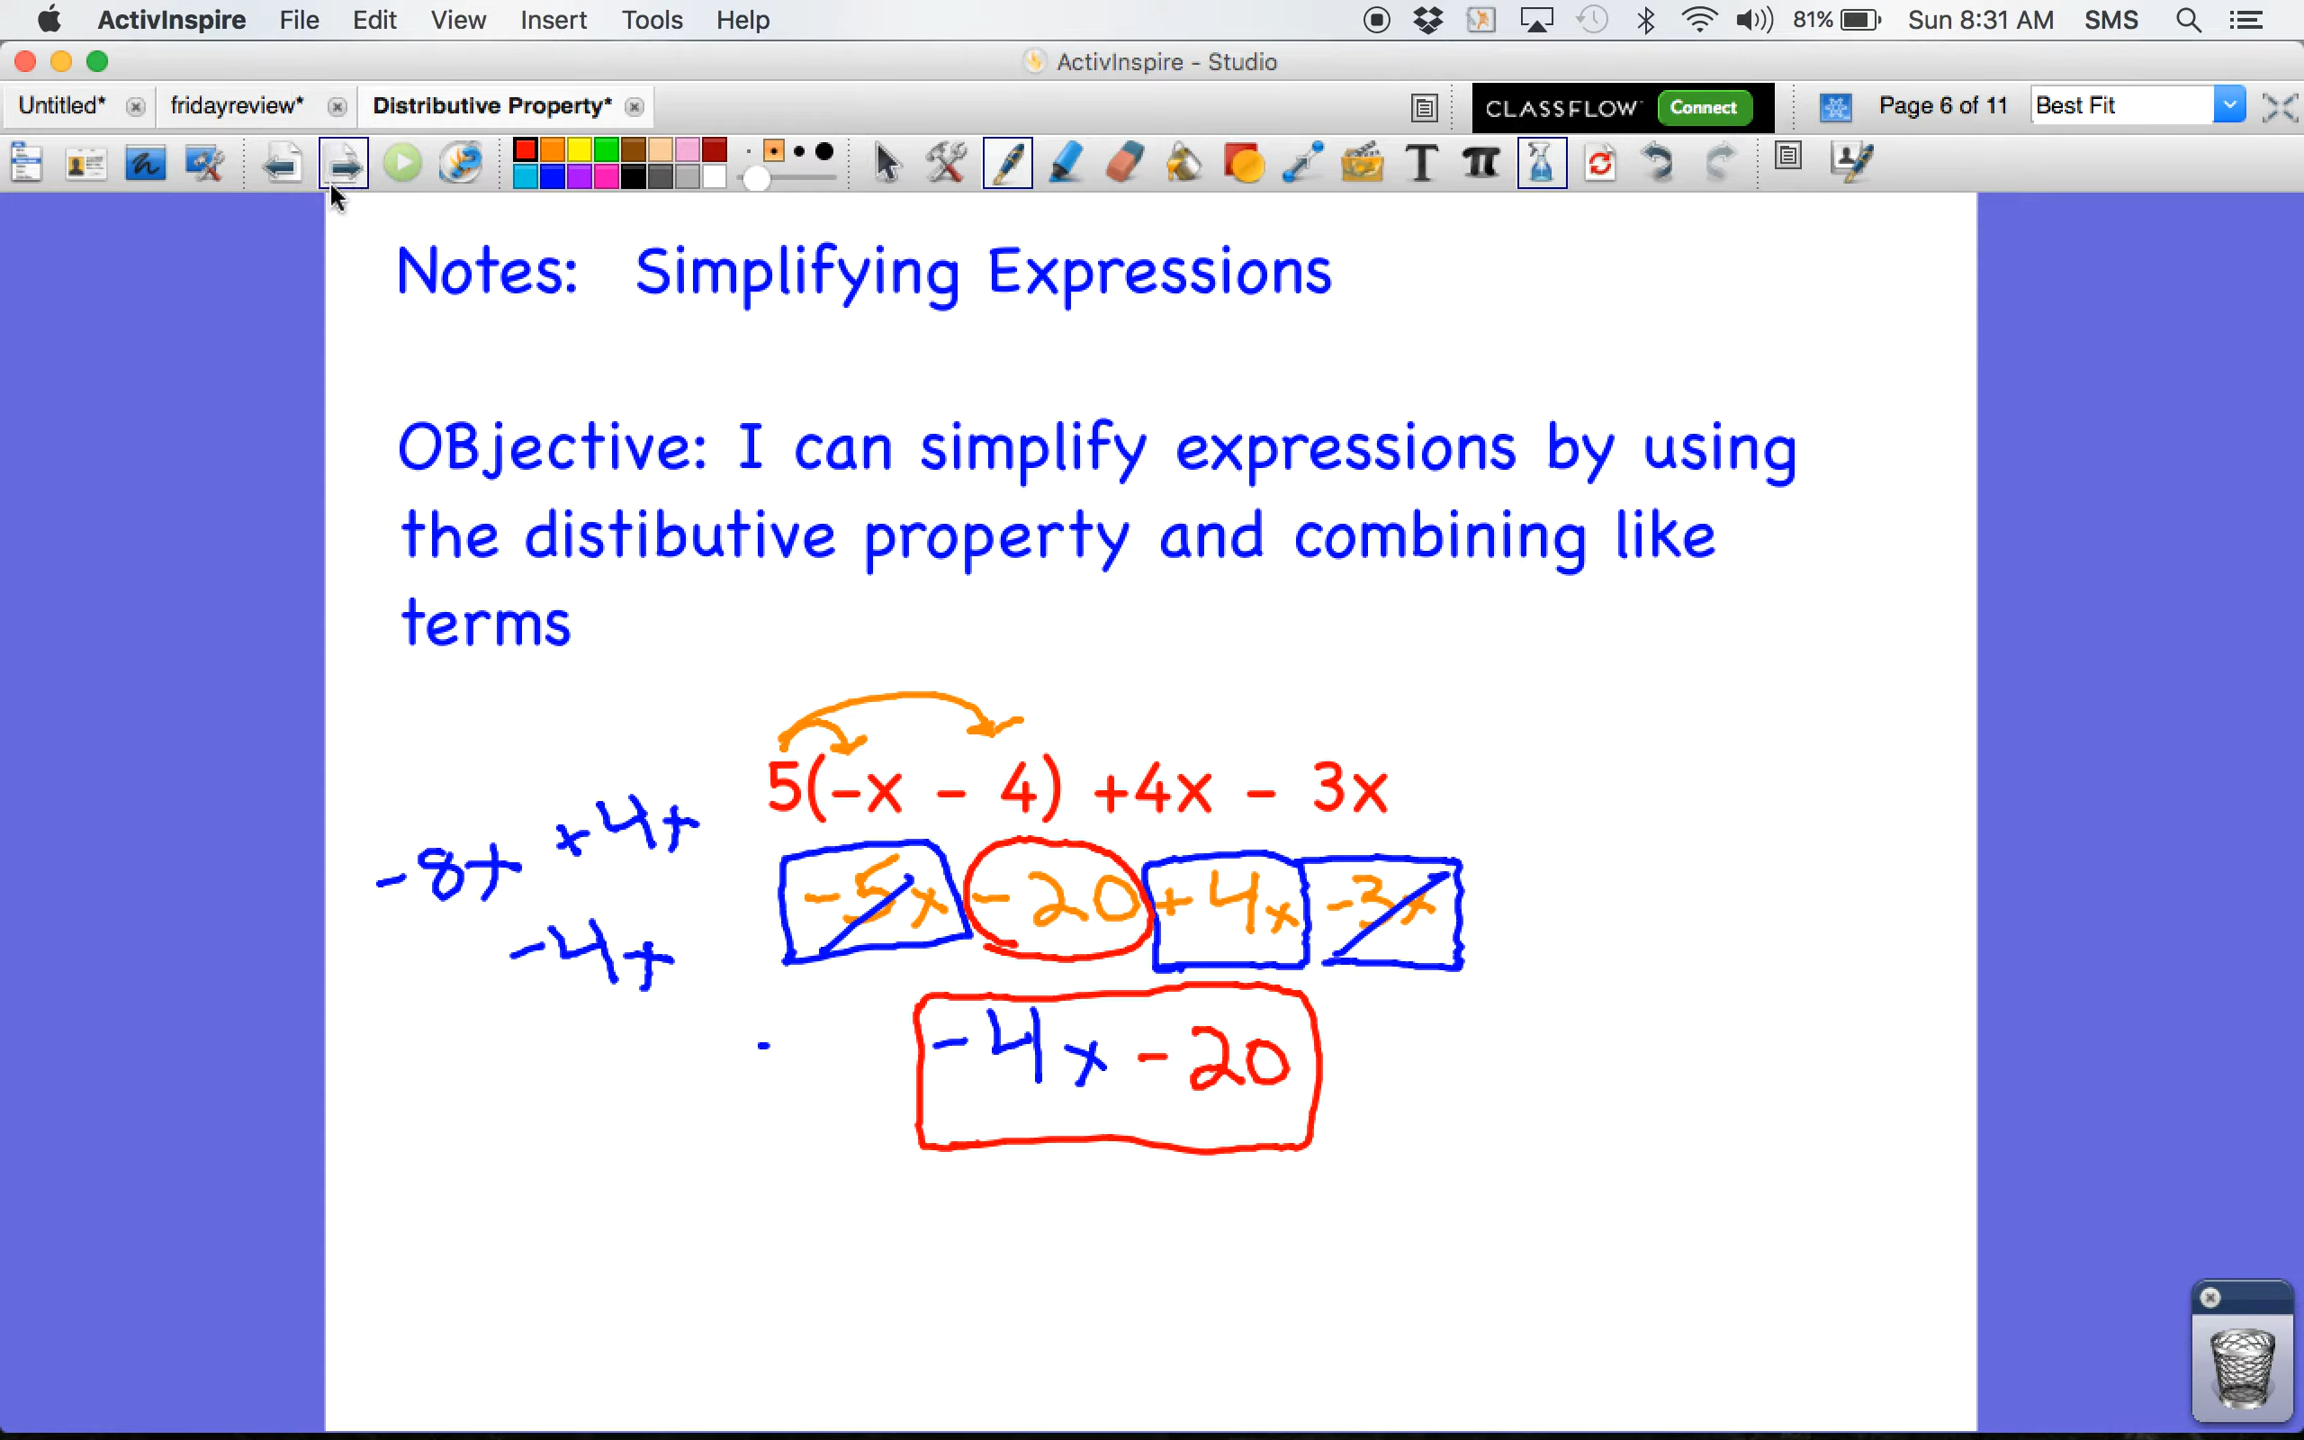 ActivInspire File Edit View Insert Tools Help 81% Sun 8:31 AM SMS
ActivInspire - Studio
Untitled* fridayreview* Distributive Property* CLASSFLOW Connect Page 6 of 11 Best Fit
T π
Notes: Simplifying Expressions
OBjective: I can simplify expressions by using
the distibutive property and combining like
terms
5(-x - 4) +4x - 3x
-8x +4x
-5x -20 +4x -3x
-4x
-4x -20